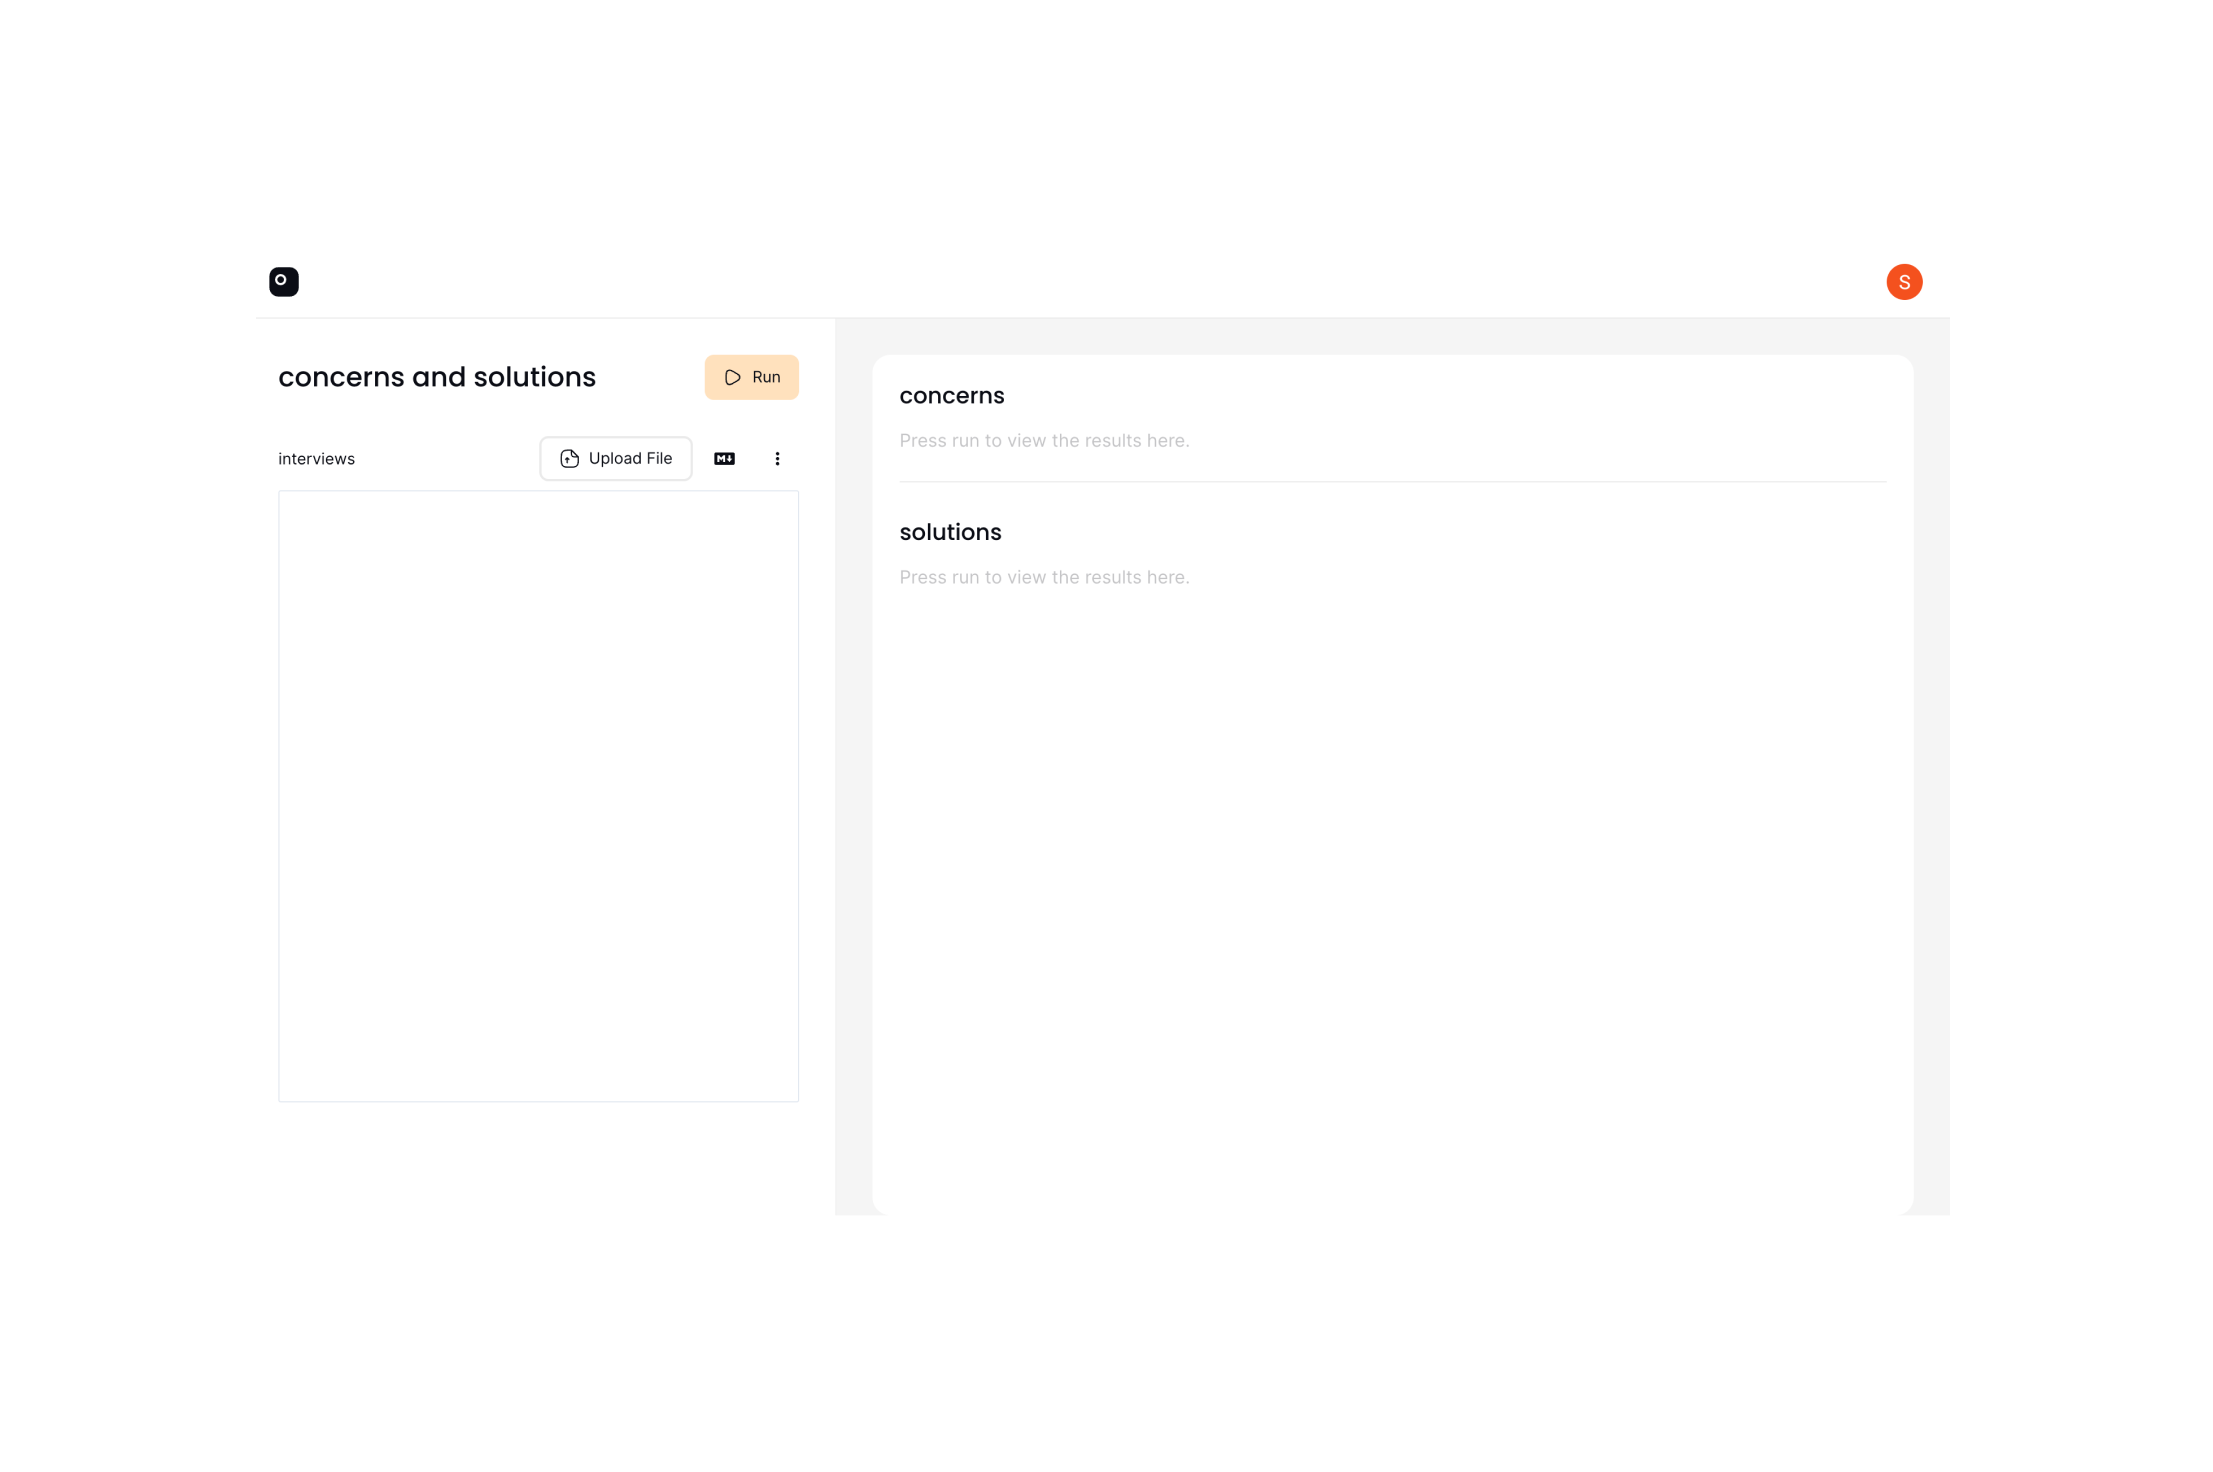 S
concerns and solutions
Run
interviews
Upload File
M
concerns
Press run to view the results here.
solutions
Press run to view the results here.